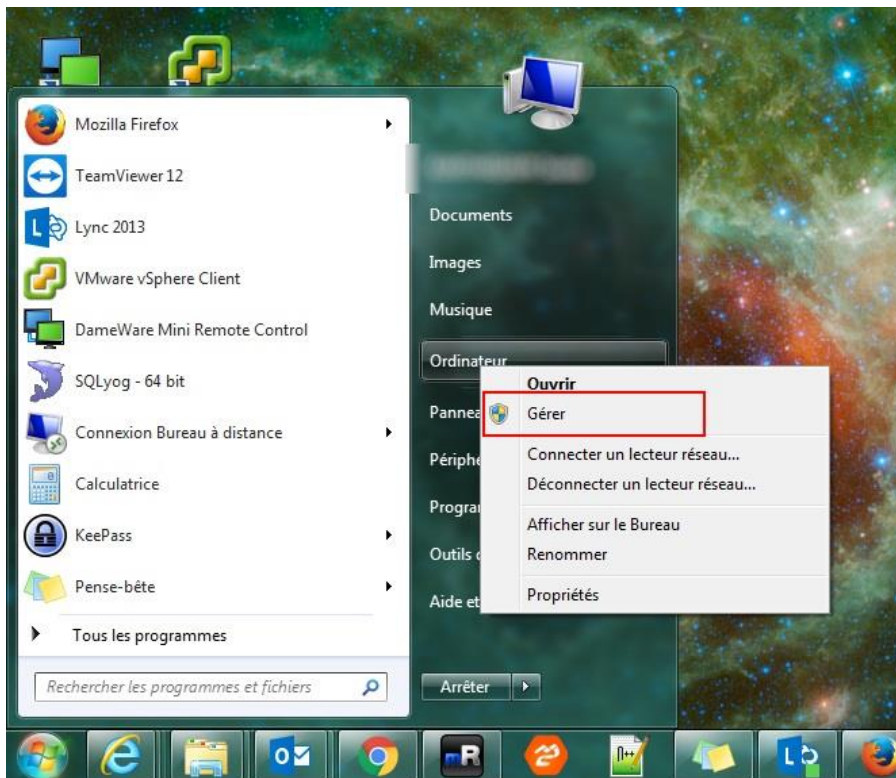 Mozilla Firefox
TeamViewer 12
Lync 2013
VMware vSphere Client
DameWare Mini Remote Control
SQLyog - 64 bit
Connexion Bureau à distance
Calculatrice
KeePass
Pense-bête
Tous les programmes
Rechercher les programmes et fichiers
Documents
Images
Musique
Ordinateur
Ouvrir
Gérer
Connecter un lecteur réseau...
Déconnecter un lecteur réseau...
Afficher sur le Bureau
Renommer
Propriétés
Aide et
Arrêter